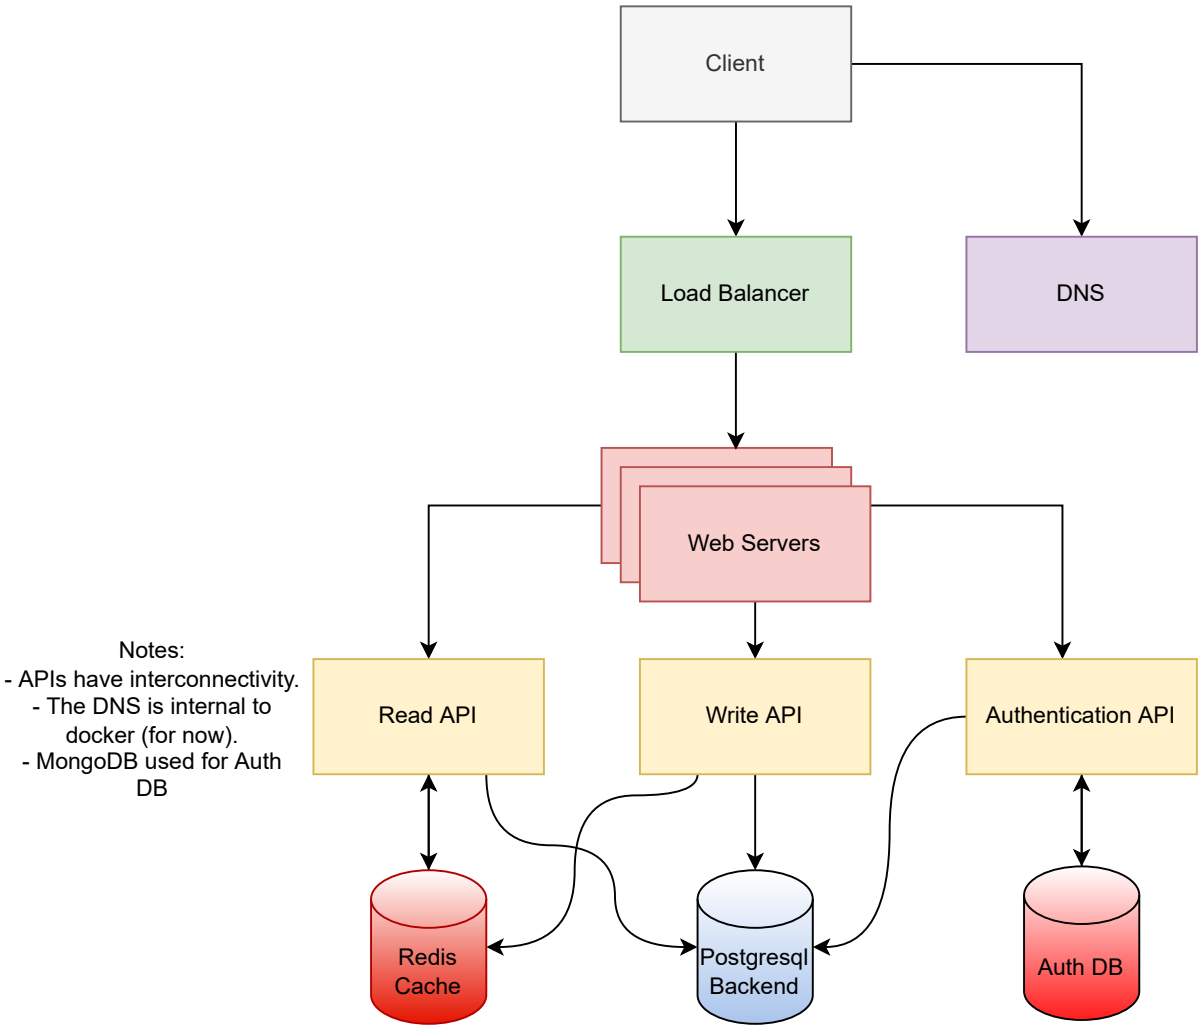 Client
Load Balancer
DNS
Web Servers
Notes:
- APIs have interconnectivity.
- The DNS is internal to
docker (for now).
- MongoDB used for Auth
DB
Read API
Write API
Authentication API
Redis
Cache
Postgresql
Backend
Auth DB